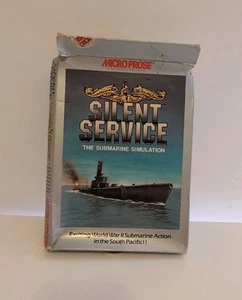 MICROPROSE
SILENT
SERVICE
THE SUBMARINE SIMULATION
Exciting World War II Submarine Action
in the South Pacific!!